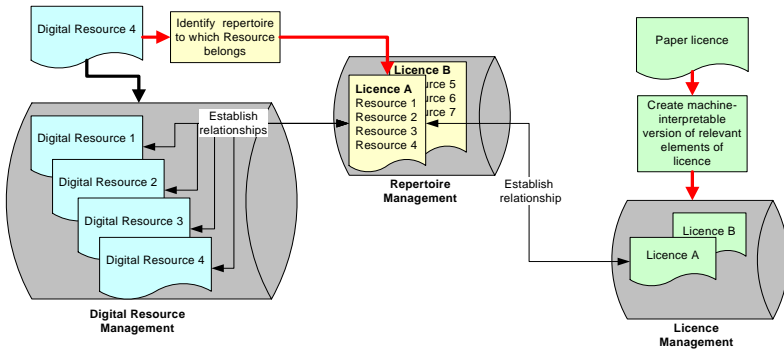 Digital Resource 4
Identify repertoire
to which Resource
belongs
Licence B
Resource 5
Resource 6
Resource 7
Licence A
Resource 1
Resource 2
Resource 3
Resource 4
Repertoire
Management
Paper licence
Create machine-
interpretable
version of relevant
elements of
licence
Establish
relationships
Digital Resource 1
Digital Resource 2
Digital Resource 3
Digital Resource 4
Digital Resource
Management
Establish
relationship
Licence B
Licence A
Licence
Management